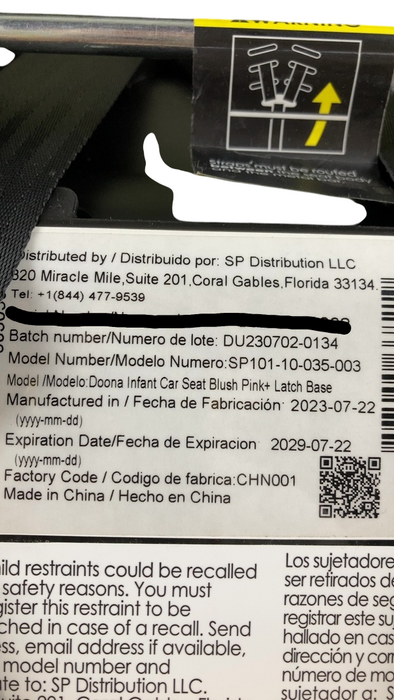 WARNING
Straps must be routed
Distributed by / Distribuido por: SP Distribution LLC
320 Miracle Mile,Suite 201,Coral Gables,Florida 33134.
Tel: +1(844) 477-9539
Batch number/Numero de lote: DU230702-0134
Model Number/Modelo Numero:SP101-10-035-003
Model /Modelo:Doona Infant Car Seat Blush Pink+ Latch Base
Manufactured in / Fecha de Fabricación 2023-07-22
(yyyy-mm-dd)
Expiration Date/Fecha de Expiracion 2029-07-22
(yyyy-mm-dd)
Factory Code / Codigo de fabrica:CHN001
Made in China / Hecho en China
ild restraints could be recalled
safety reasons. You must
gister this restraint to be
ched in case of a recall. Send
ss, email address if available,
model number and
te to: SP Distribution LLC.
Los sujetadore
ser retirados de
razones de seg
registrar este su
hallado en cas
dirección y corr
número de mo
sujetador a: S